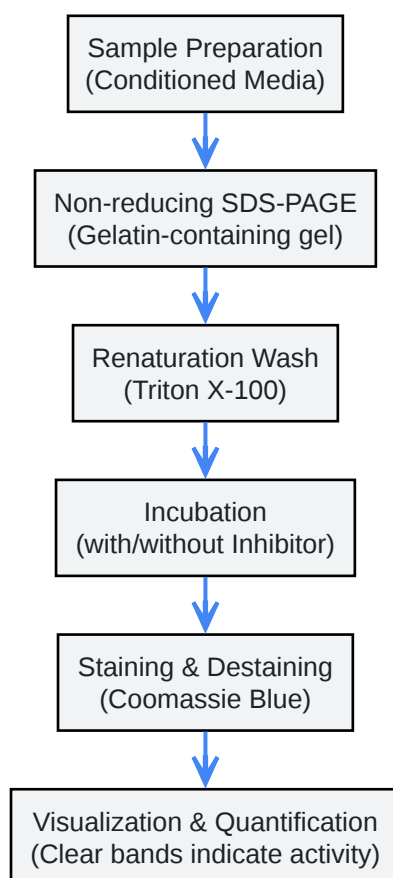 Sample Preparation
(Conditioned Media)
Non-reducing SDS-PAGE
(Gelatin-containing gel)
Renaturation Wash
(Triton X-100)
Incubation
(with/without Inhibitor)
Staining & Destaining
(Coomassie Blue)
Visualization & Quantification
(Clear bands indicate activity)